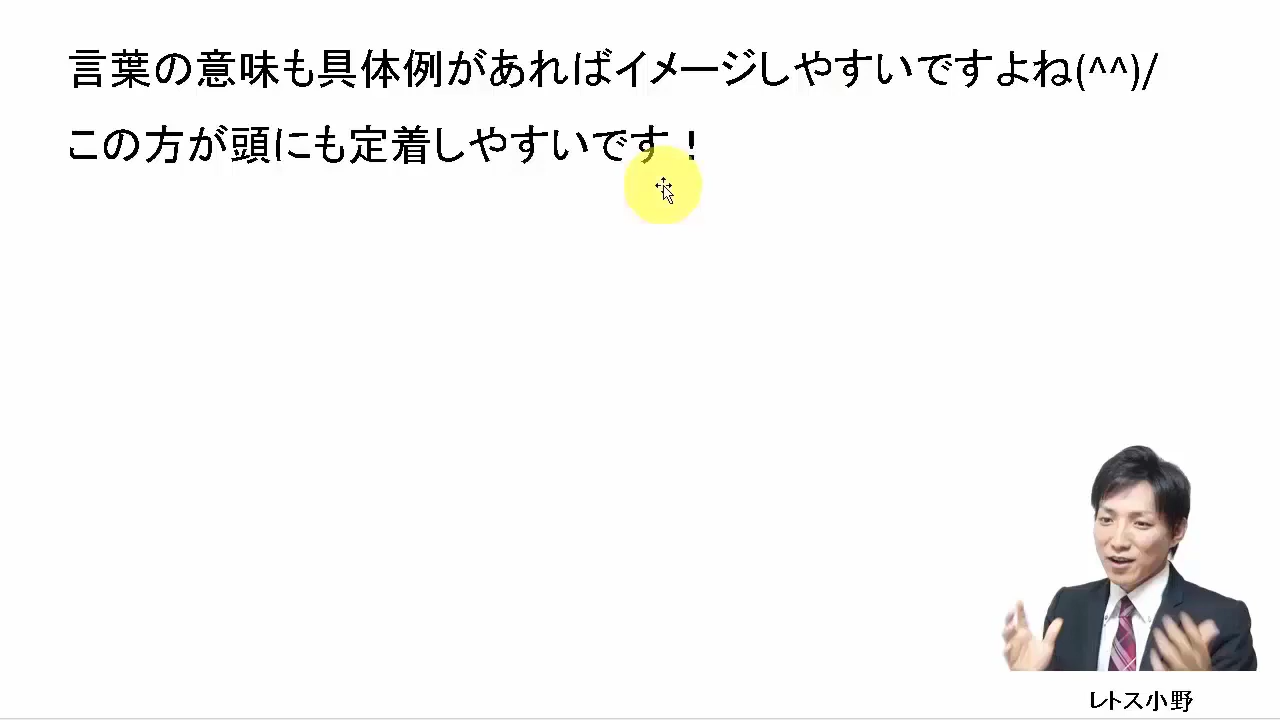 言葉の意味も具体例があればイメージしやすいですよね(^^)/
この方が頭にも定着しやすいです！
レトス小野